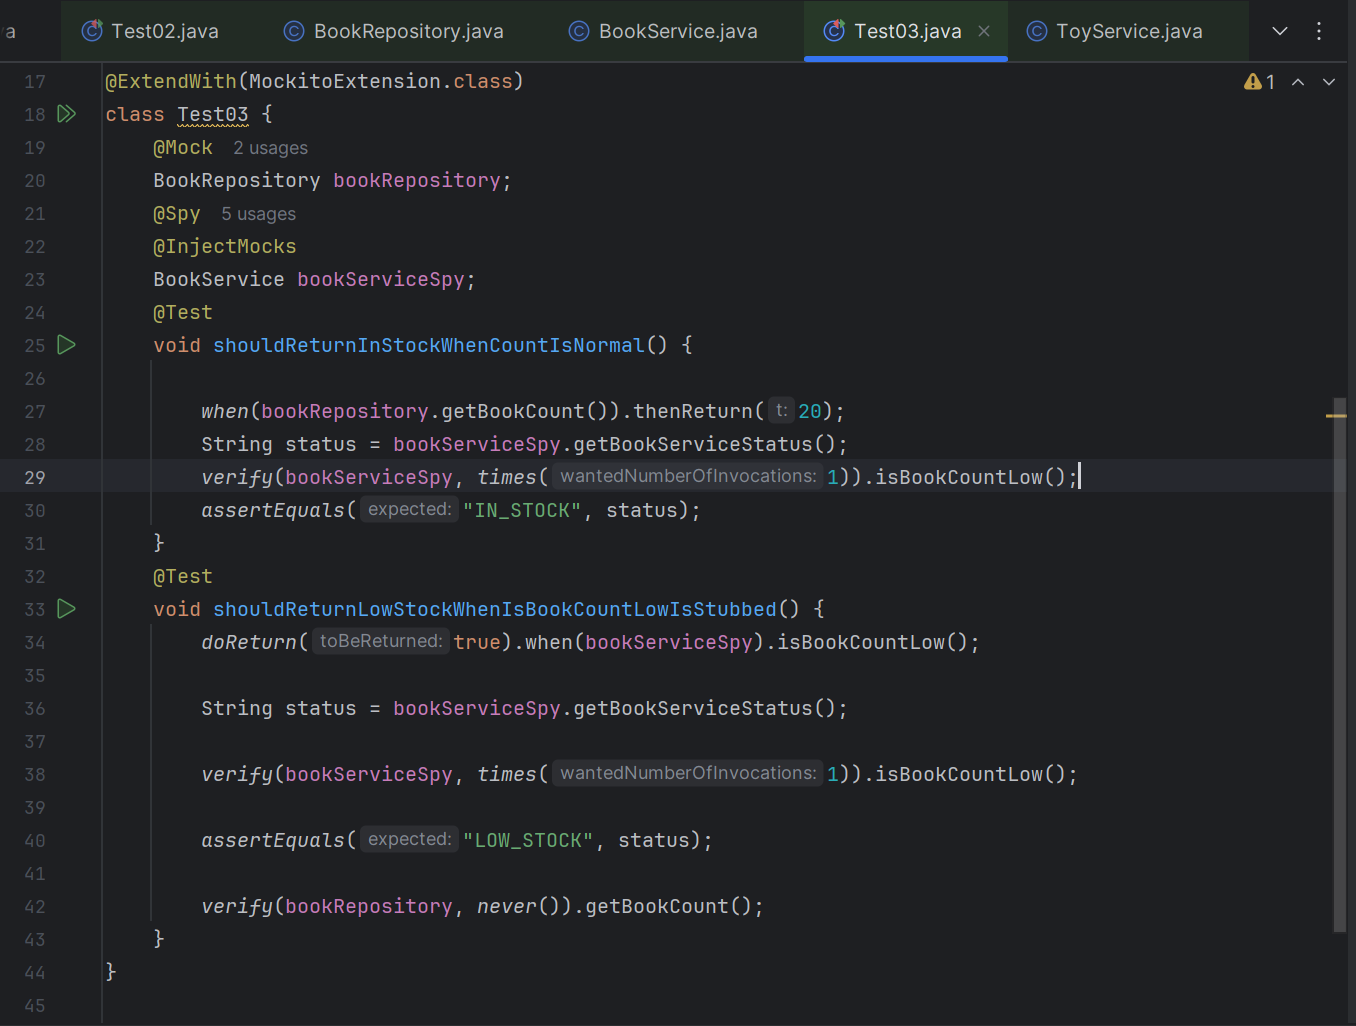 a Test02.java BookRepository.java BookService.java Test03.java ToyService.java
17 @ExtendWith(MockitoExtension.class) 1
18 class Test03 {
19 @Mock 2 usages
20 BookRepository bookRepository;
21 @Spy 5 usages
22 @InjectMocks
23 BookService bookServiceSpy;
24 @Test
25 void shouldReturnInStockWhenCountIsNormal() {
26
27 when(bookRepository.getBookCount()).thenReturn( t: 20);
28 String status = bookServiceSpy.getBookServiceStatus();
29 verify(bookServiceSpy, times( wantedNumberOfInvocations: 1)).isBookCountLow();
30 assertEquals( expected: "IN_STOCK", status);
31 }
32 @Test
33 void shouldReturnLowStockWhenIsBookCountLowIsStubbed() {
34 doReturn( toBeReturned: true).when(bookServiceSpy).isBookCountLow();
35
36 String status = bookServiceSpy.getBookServiceStatus();
37
38 verify(bookServiceSpy, times( wantedNumberOfInvocations: 1)).isBookCountLow();
39
40 assertEquals( expected: "LOW_STOCK", status);
41
42 verify(bookRepository, never()).getBookCount();
43 }
44 }
45